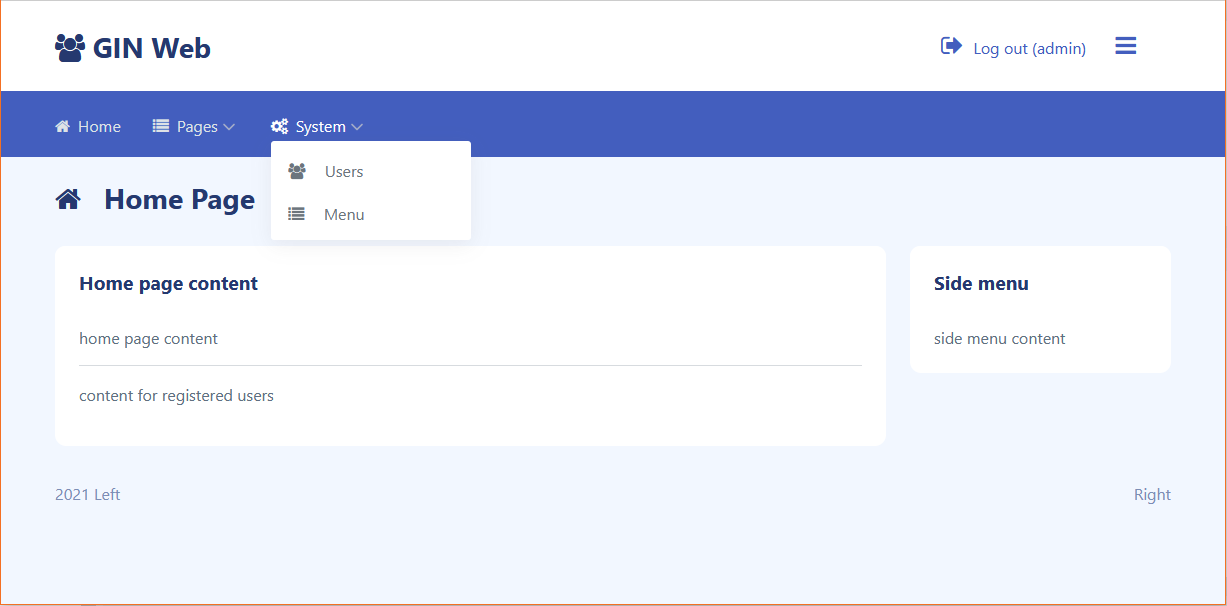 GIN Web
Log out (admin)
Home Pages System
Users
Menu
Home Page
Home page content
home page content
content for registered users
Side menu
side menu content
2021 Left
Right